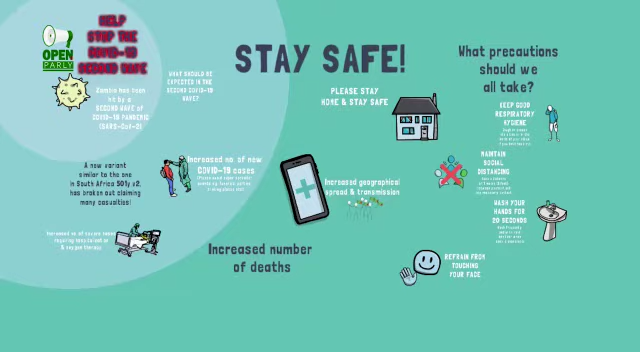 HELP
STOP THE
COVID-19
SECOND WAVE
OPEN
PARLY
STAY SAFE!
What precautions
should we
all take?
WHAT SHOULD BE
EXPECTED IN THE
SECOND COVID-19
WAVE?
PLEASE STAY
HOME & STAY SAFE
Zambia has been
hit by a
SECOND WAVE of
COVID-19 PANDEMIC
(SARS-CoV-2)
KEEP GOOD
RESPIRATORY
HYGIENE
A new variant
similar to the one
in South Africa 501y v2,
has broken out claiming
many casualties!
Increased no of new
COVID-19 cases
MAINTAIN
SOCIAL
DISTANCING
Increased geographical
spread & transmission
WASH YOUR
HANDS FOR
20 SECONDS
Increased no of severe cases
& oxygen therapy
Increased number
of deaths
REFRAIN FROM
TOUCHING
YOUR FACE